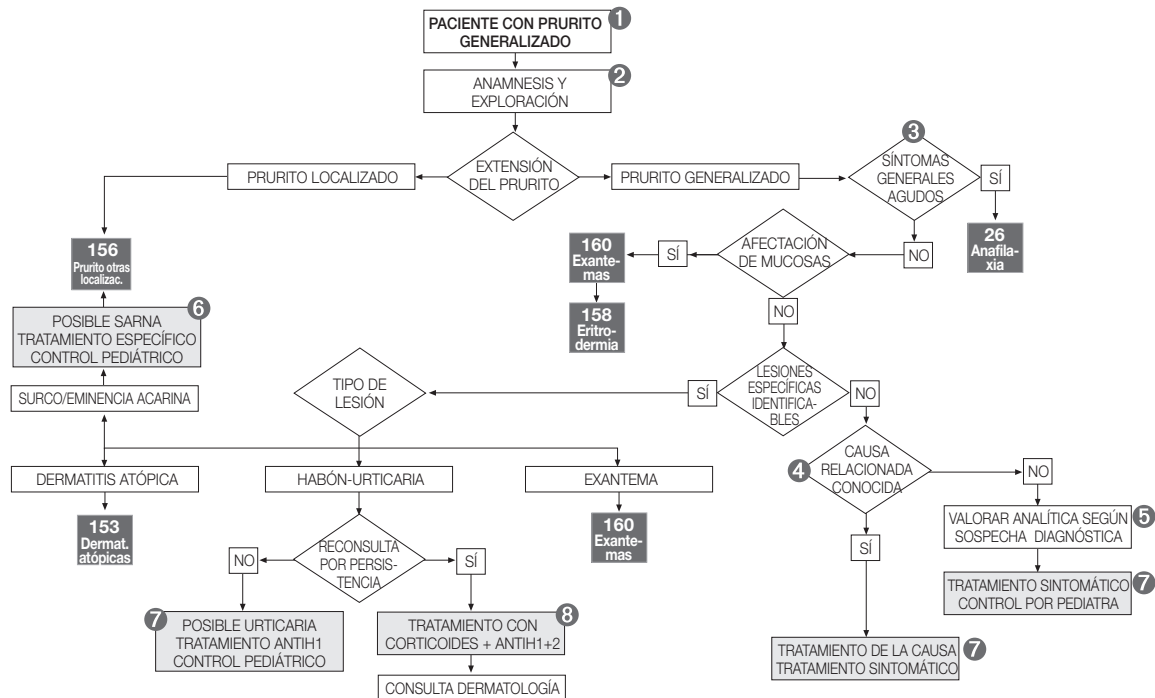 PACIENTE CON PRURITO
GENERALIZADO
1
ANAMNESIS Y
EXPLORACIÓN
2
EXTENSIÓN
DEL PRURITO
PRURITO LOCALIZADO
PRURITO GENERALIZADO
3
SÍNTOMAS
GENERALES
AGUDOS
SÍ
NO
26
Anafila-
xia
156
Prurito otras
localizac.
160
Exante-
mas
SÍ
AFECTACIÓN
DE MUCOSAS
158
Eritro-
dermia
NO
6
POSIBLE SARNA
TRATAMIENTO ESPECÍFICO
CONTROL PEDIÁTRICO
SURCO/EMINENCIA ACARINA
TIPO DE
LESIÓN
SÍ
LESIONES
ESPECÍFICAS
IDENTIFICA-
BLES
NO
4
CAUSA
RELACIONADA
CONOCIDA
NO
SÍ
DERMATITIS ATÓPICA
HABÓN-URTICARIA
EXANTEMA
153
Dermat.
atópicas
160
Exante-
mas
VALORAR ANALÍTICA SEGÚN
SOSPECHA DIAGNÓSTICA
5
NO
RECONSULTA
POR PERSIS-
TENCIA
SÍ
TRATAMIENTO SINTOMÁTICO
CONTROL POR PEDIATRA
7
7
POSIBLE URTICARIA
TRATAMIENTO ANTIH1
CONTROL PEDIÁTRICO
TRATAMIENTO CON
CORTICOIDES + ANTIH1+2
8
TRATAMIENTO DE LA CAUSA
TRATAMIENTO SINTOMÁTICO
7
CONSULTA DERMATOLOGÍA